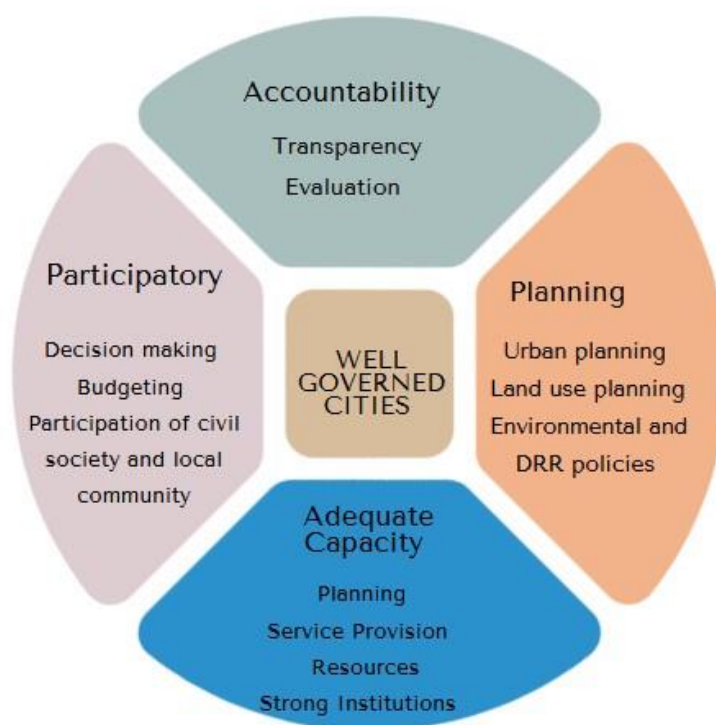 Accountability
Transparency
Evaluation
Participatory
Decision making
Budgeting
Participation of civil
society and local
community
WELL
GOVERNED
CITIES
Planning
Urban planning
Land use planning
Environmental and
DRR policies
Adequate
Capacity
Planning
Service Provision
Resources
Strong Institutions